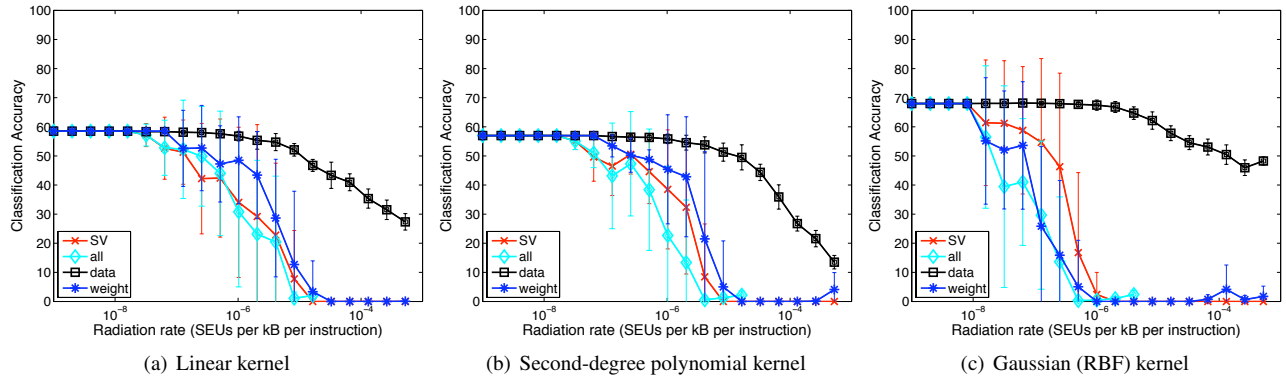 100
90
80
70
60
50
40
30
20
10
0
Classification Accuracy
SV
all
data
weight
10⁻⁸ 10⁻⁶ 10⁻⁴
Radiation rate (SEUs per kB per instruction)
(a) Linear kernel
100
90
80
70
60
50
40
30
20
10
0
Classification Accuracy
SV
all
data
weight
10⁻⁸ 10⁻⁶ 10⁻⁴
Radiation rate (SEUs per kB per instruction)
(b) Second-degree polynomial kernel
100
90
80
70
60
50
40
30
20
10
0
Classification Accuracy
SV
all
data
weight
10⁻⁸ 10⁻⁶ 10⁻⁴
Radiation rate (SEUs per kB per instruction)
(c) Gaussian (RBF) kernel